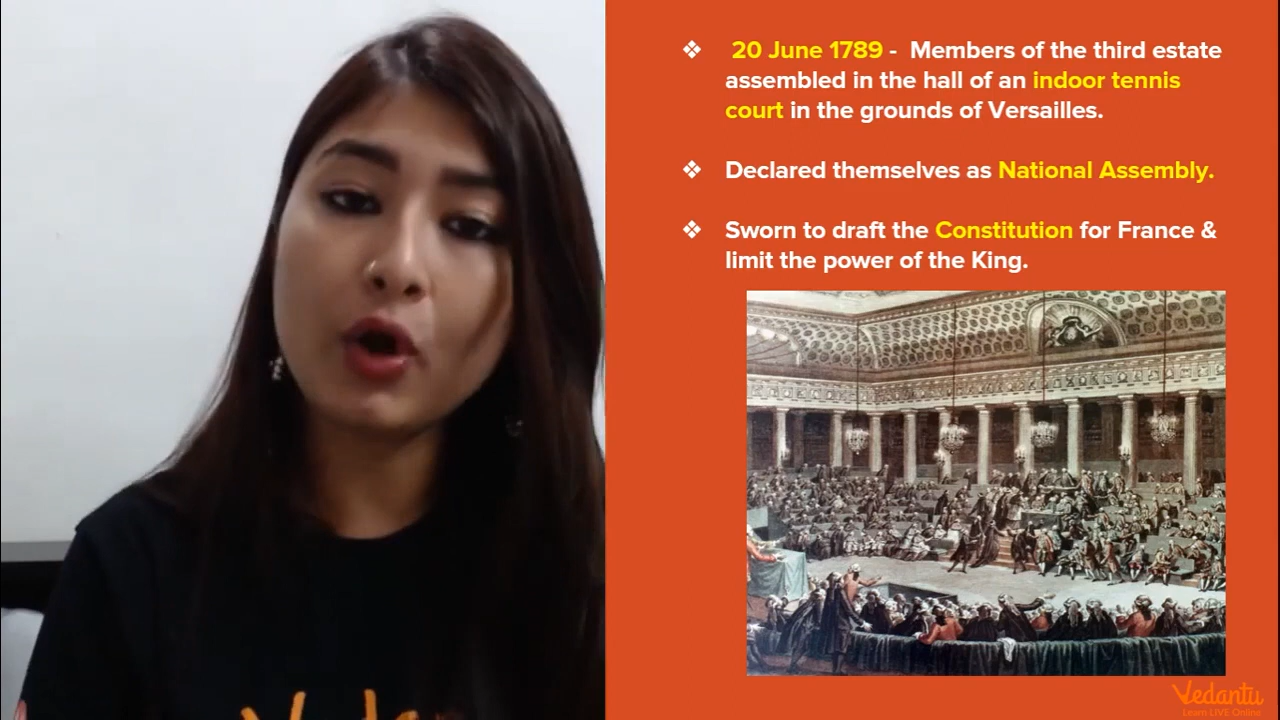 ❖ 20 June 1789 - Members of the third estate
assembled in the hall of an indoor tennis
court in the grounds of Versailles.
❖ Declared themselves as National Assembly.
❖ Sworn to draft the Constitution for France &
limit the power of the King.
Vedantu
Learn LIVE Online